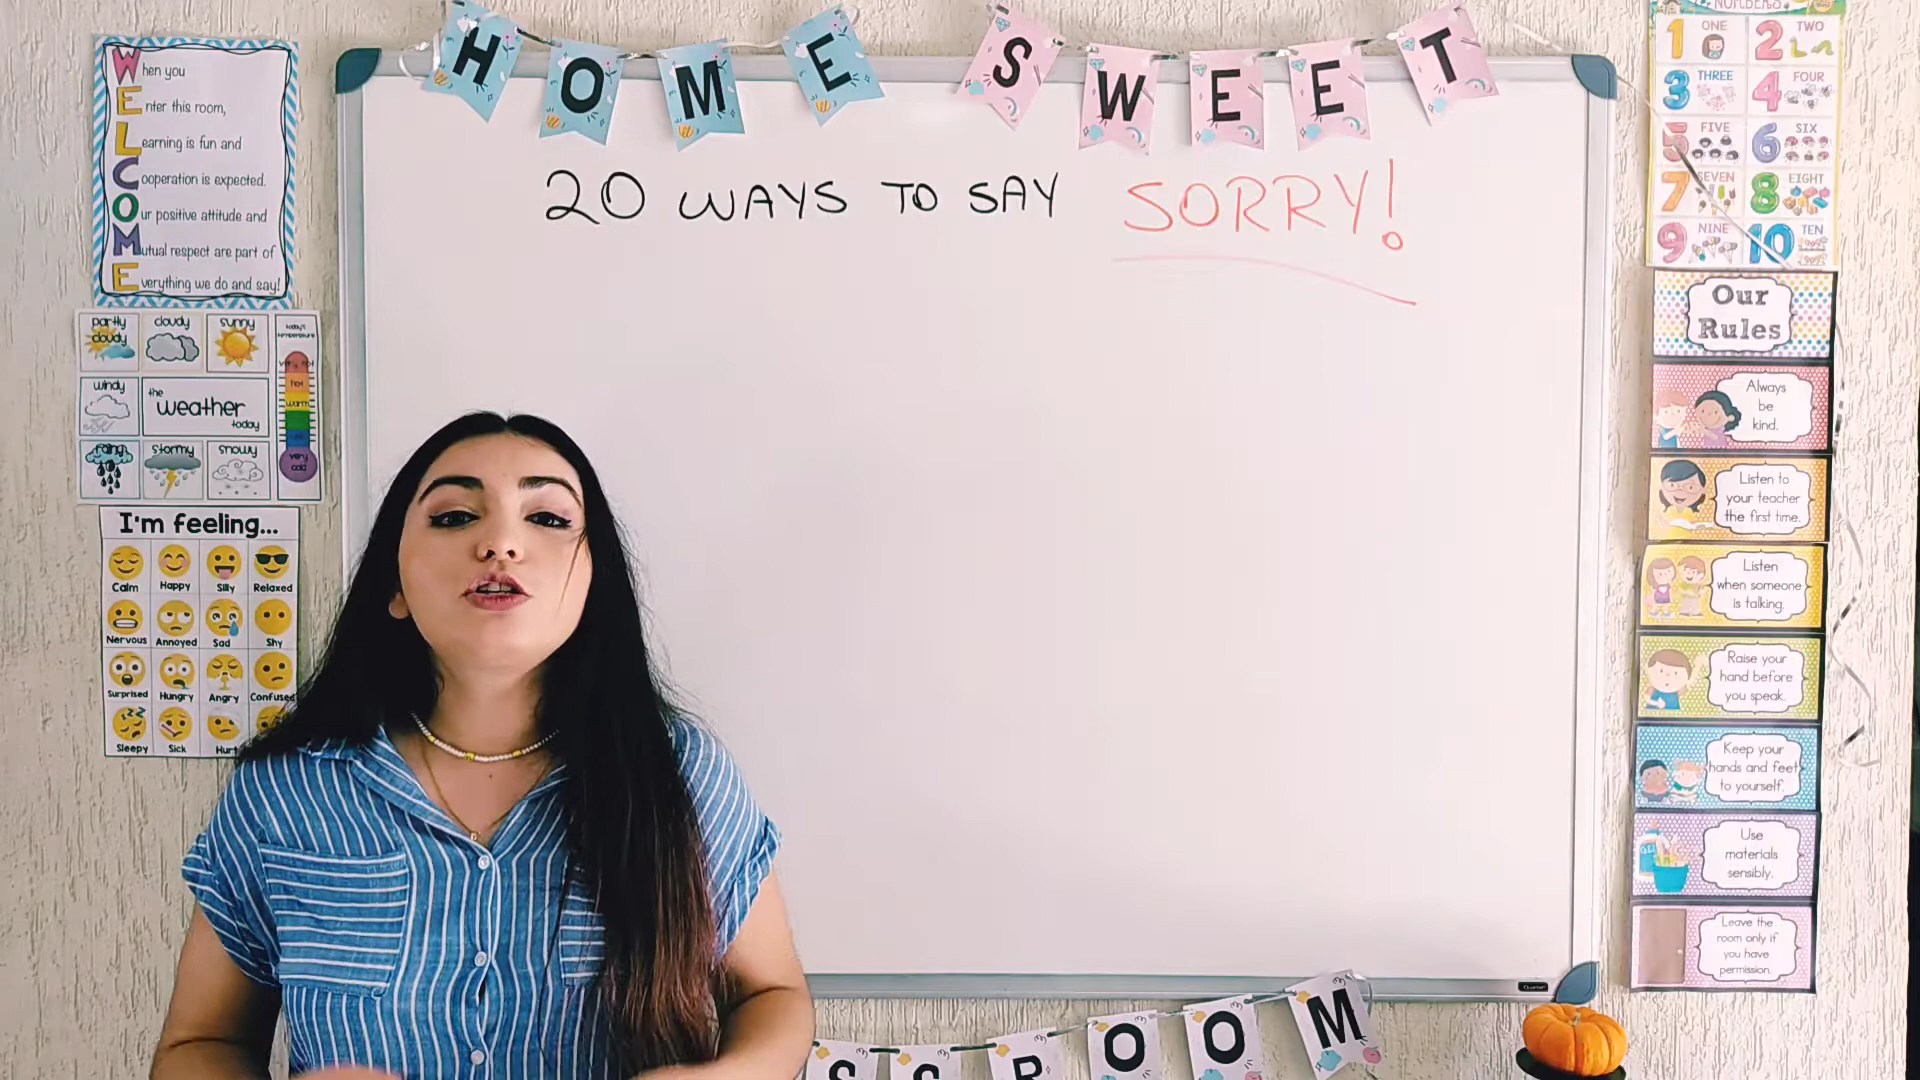 HOME SWEET
20 WAYS TO SAY SORRY!
When you
Enter this room,
Learning is fun and
Cooperation is expected.
Our positive attitude and
Mutual respect are part of
Everything we do and say!
partly cloudy
cloudy
sunny
today's temperature
windy
the weather today
very hot
hot
warm
very cold
rainy
stormy
snowy
I'm feeling...
Calm Happy Silly Relaxed
Nervous Annoyed Sad Shy
Surprised Hungry Angry Confused
Sleepy Sick Hurt
NUMBERS
1 ONE 2 TWO
3 THREE 4 FOUR
5 FIVE 6 SIX
7 SEVEN 8 EIGHT
9 NINE 10 TEN
Our
Rules
Always
be
kind.
Listen to
your teacher
the first time.
Listen
when someone
is talking.
Raise your
hand before
you speak.
Keep your
hands and feet
to yourself.
Use
materials
sensibly.
Leave the
room only if
you have
permission.
ROOM